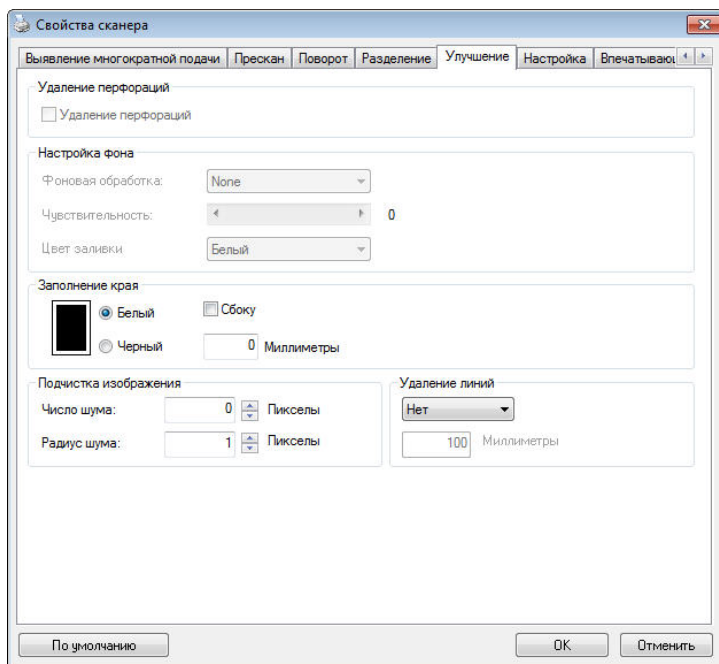 Свойства сканера
Выявление многократной подачи Прескан Поворот Разделение Улучшение Настройка Впечатываюц
Удаление перфораций
Удаление перфораций
Настройка фона
Фоновая обработка: None
Чувствительность: 0
Цвет заливки Белый
Заполнение края
Белый Сбоку
Черный 0 Миллиметры
Подчистка изображения Удаление линий
Число шума: 0 Пикселы Нет
Радиус шума: 1 Пикселы 100 Миллиметры
По умолчанию OK Отменить